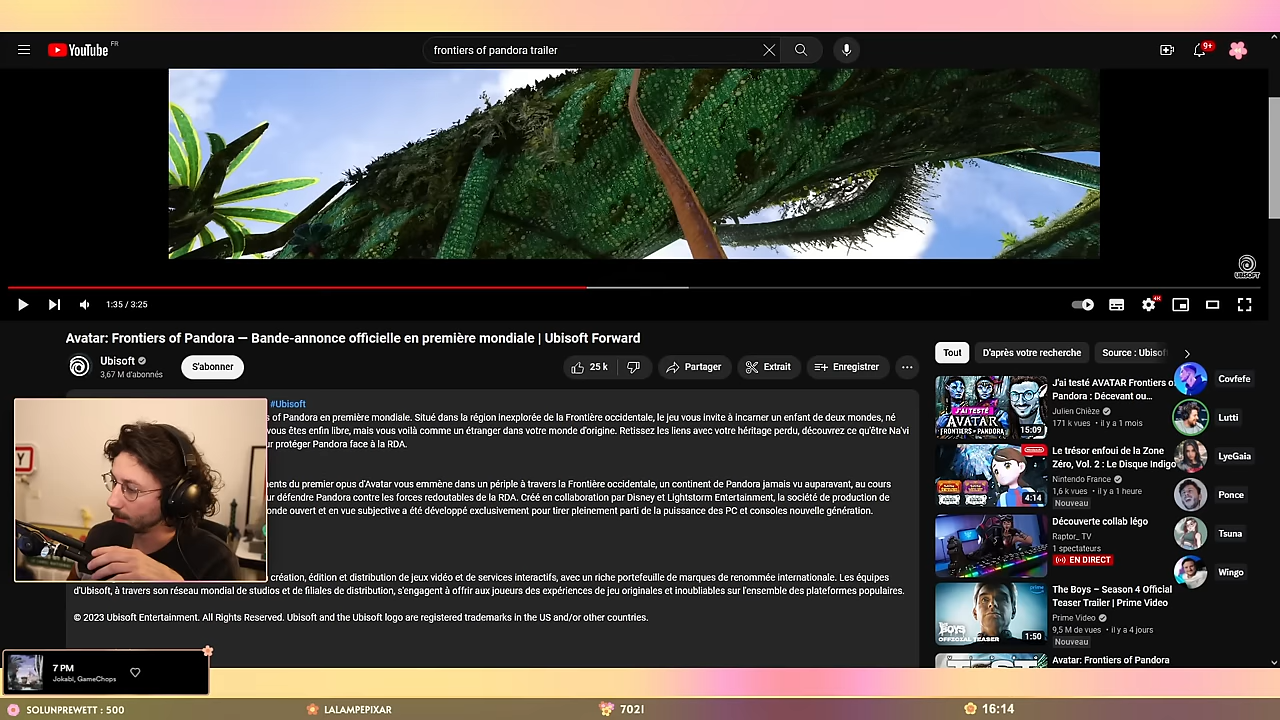 YouTube FR
frontiers of pandora trailer
9+
UBISOFT
1:35 / 3:25
4K
Avatar: Frontiers of Pandora — Bande-annonce officielle en première mondiale | Ubisoft Forward
Ubisoft
3,67 M d'abonnés
S'abonner
25 k
Partager
Extrait
Enregistrer
#Ubisoft
s of Pandora en première mondiale. Situé dans la région inexplorée de la Frontière occidentale, le jeu vous invite à incarner un enfant de deux mondes, né
vous êtes enfin libre, mais vous voilà comme un étranger dans votre monde d'origine. Retissez les liens avec votre héritage perdu, découvrez ce qu'être Na'vi
ur protéger Pandora face à la RDA.
ents du premier opus d'Avatar vous emmène dans un périple à travers la Frontière occidentale, un continent de Pandora jamais vu auparavant, au cours
ur défendre Pandora contre les forces redoutables de la RDA. Créé en collaboration par Disney et Lightstorm Entertainment, la société de production de
onde ouvert et en vue subjective a été développé exclusivement pour tirer pleinement parti de la puissance des PC et consoles nouvelle génération.
création, édition et distribution de jeux vidéo et de services interactifs, avec un riche portefeuille de marques de renommée internationale. Les équipes
d'Ubisoft, à travers son réseau mondial de studios et de filiales de distribution, s'engagent à offrir aux joueurs des expériences de jeu originales et inoubliables sur l'ensemble des plateformes populaires.
© 2023 Ubisoft Entertainment. All Rights Reserved. Ubisoft and the Ubisoft logo are registered trademarks in the US and/or other countries.
Tout
D'après votre recherche
Source : Ubisoft
J'AI TESTÉ
AVATAR
FRONTIERS PANDORA
15:09
J'ai testé AVATAR Frontiers o
Pandora : Décevant ou...
Julien Chièze
171 k vues • il y a 1 mois
4:14
Le trésor enfoui de la Zone
Zéro, Vol. 2 : Le Disque Indigo
Nintendo France
1,6 k vues • il y a 1 heure
Nouveau
Découverte collab légo
Raptor_ TV
1 spectateurs
EN DIRECT
prime
THE BOYS
OFFICIAL TEASER
1:50
The Boys – Season 4 Official
Teaser Trailer | Prime Video
Prime Video
9,5 M de vues • il y a 4 jours
Nouveau
Avatar: Frontiers of Pandora
Covfefe
Lutti
LyeGaia
Ponce
Tsuna
Wingo
Y
7 PM
Jokabi, GameChops
SOLUNPREWETT : 500
LALAMPEPIXAR
702!
16:14